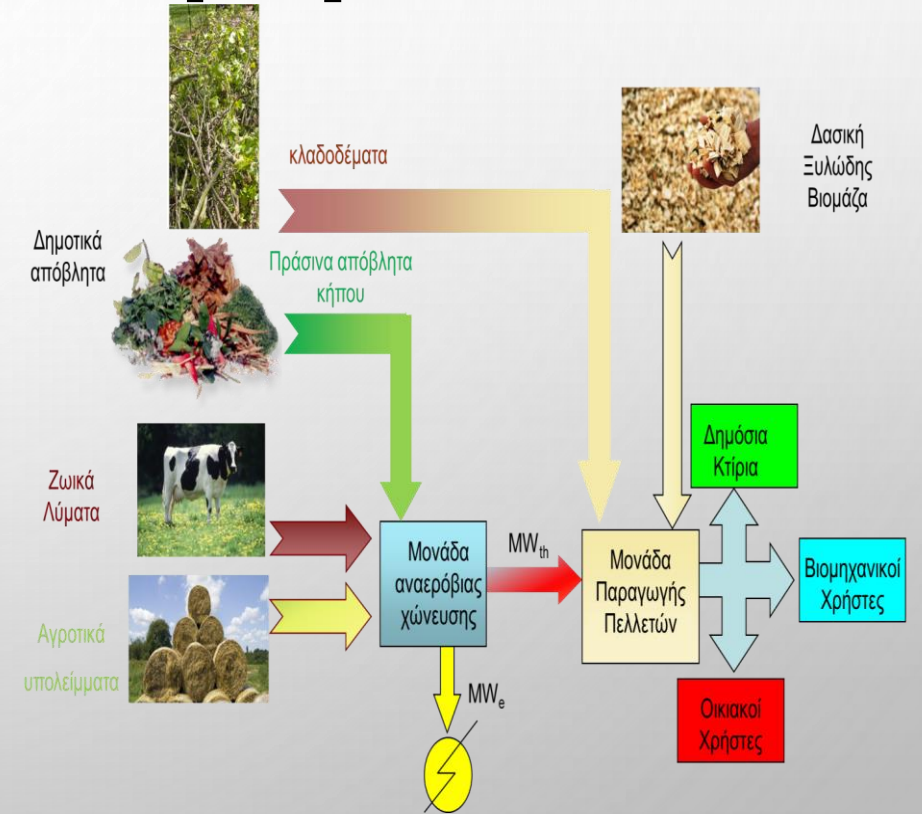 κλαδοδέματα
Δασική
Ξυλώδης
Βιομάζα
Δημοτικά
απόβλητα
Πράσινα απόβλητα
κήπου
Δημόσια
Κτίρια
Ζωικά
Λύματα
Μονάδα
αναερόβιας
χώνευσης
MWth
Μονάδα
Παραγωγής
Πελλετών
Βιομηχανικοί
Χρήστες
Αγροτικά
υπολείμματα
MWe
Οικιακοί
Χρήστες